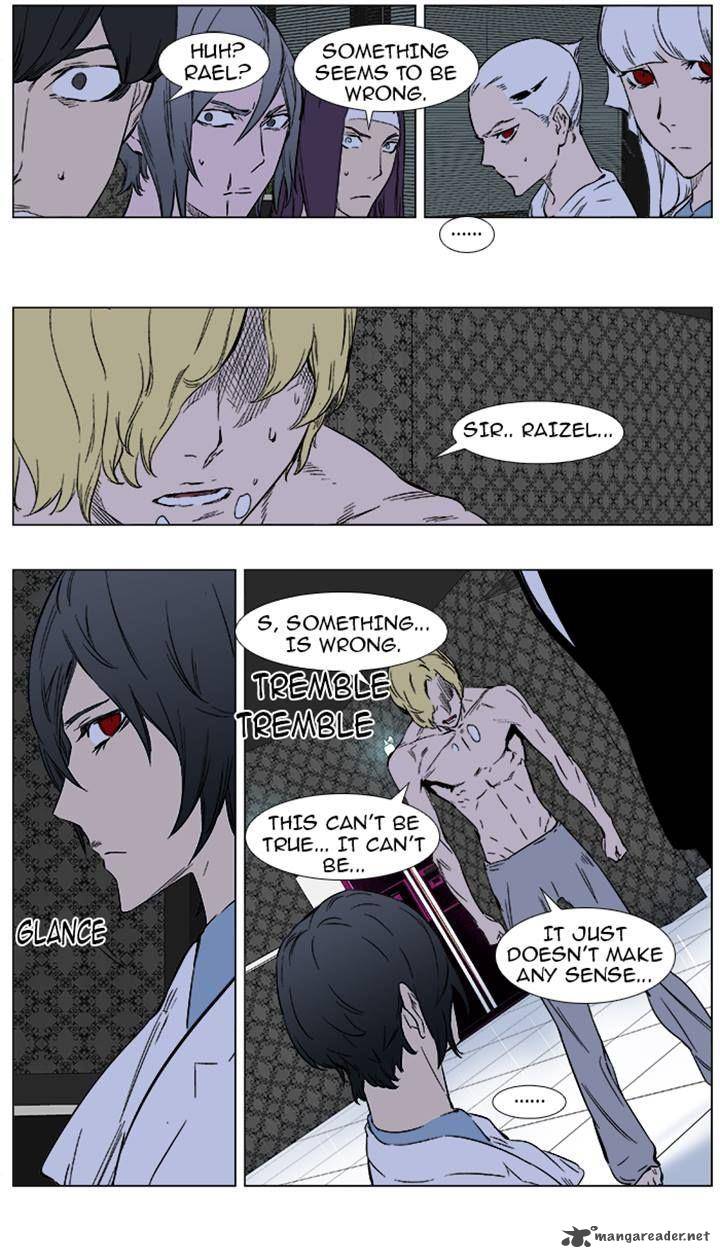 HUH?
RAEL?
SOMETHING
SEEMS TO BE
WRONG.
......
SIR.. RAIZEL...
S, SOMETHING...
IS WRONG.
TREMBLE
TREMBLE
THIS CAN'T BE
TRUE... IT CAN'T
BE...
GLANCE
IT JUST
DOESN'T MAKE
ANY SENSE...
......
mangareader.net